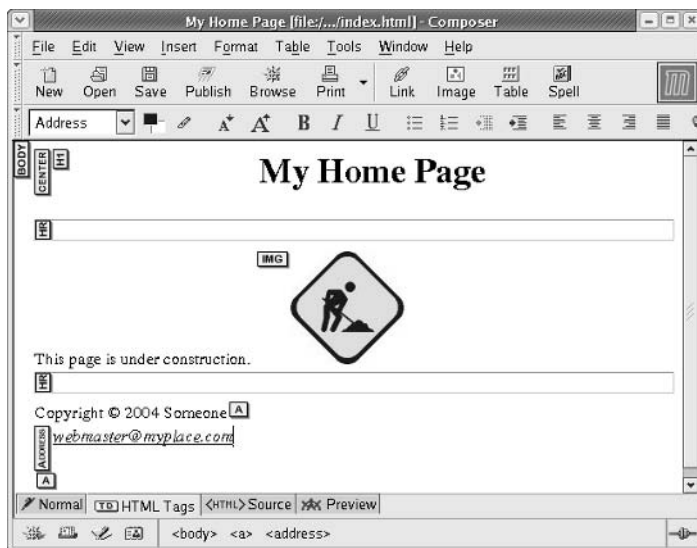 My Home Page [file:/.../index.html] - Composer
File Edit View Insert Format Table Tools Window Help
New Open Save Publish Browse Print Link Image Table Spell
Address A A B I U
BODY CENTER H1 My Home Page
HR
IMG
This page is under construction.
HR
Copyright © 2004 Someone A
ADDRESS webmaster@myplace.com
A
Normal TD HTML Tags <HTML> Source Preview
<body> <a> <address>